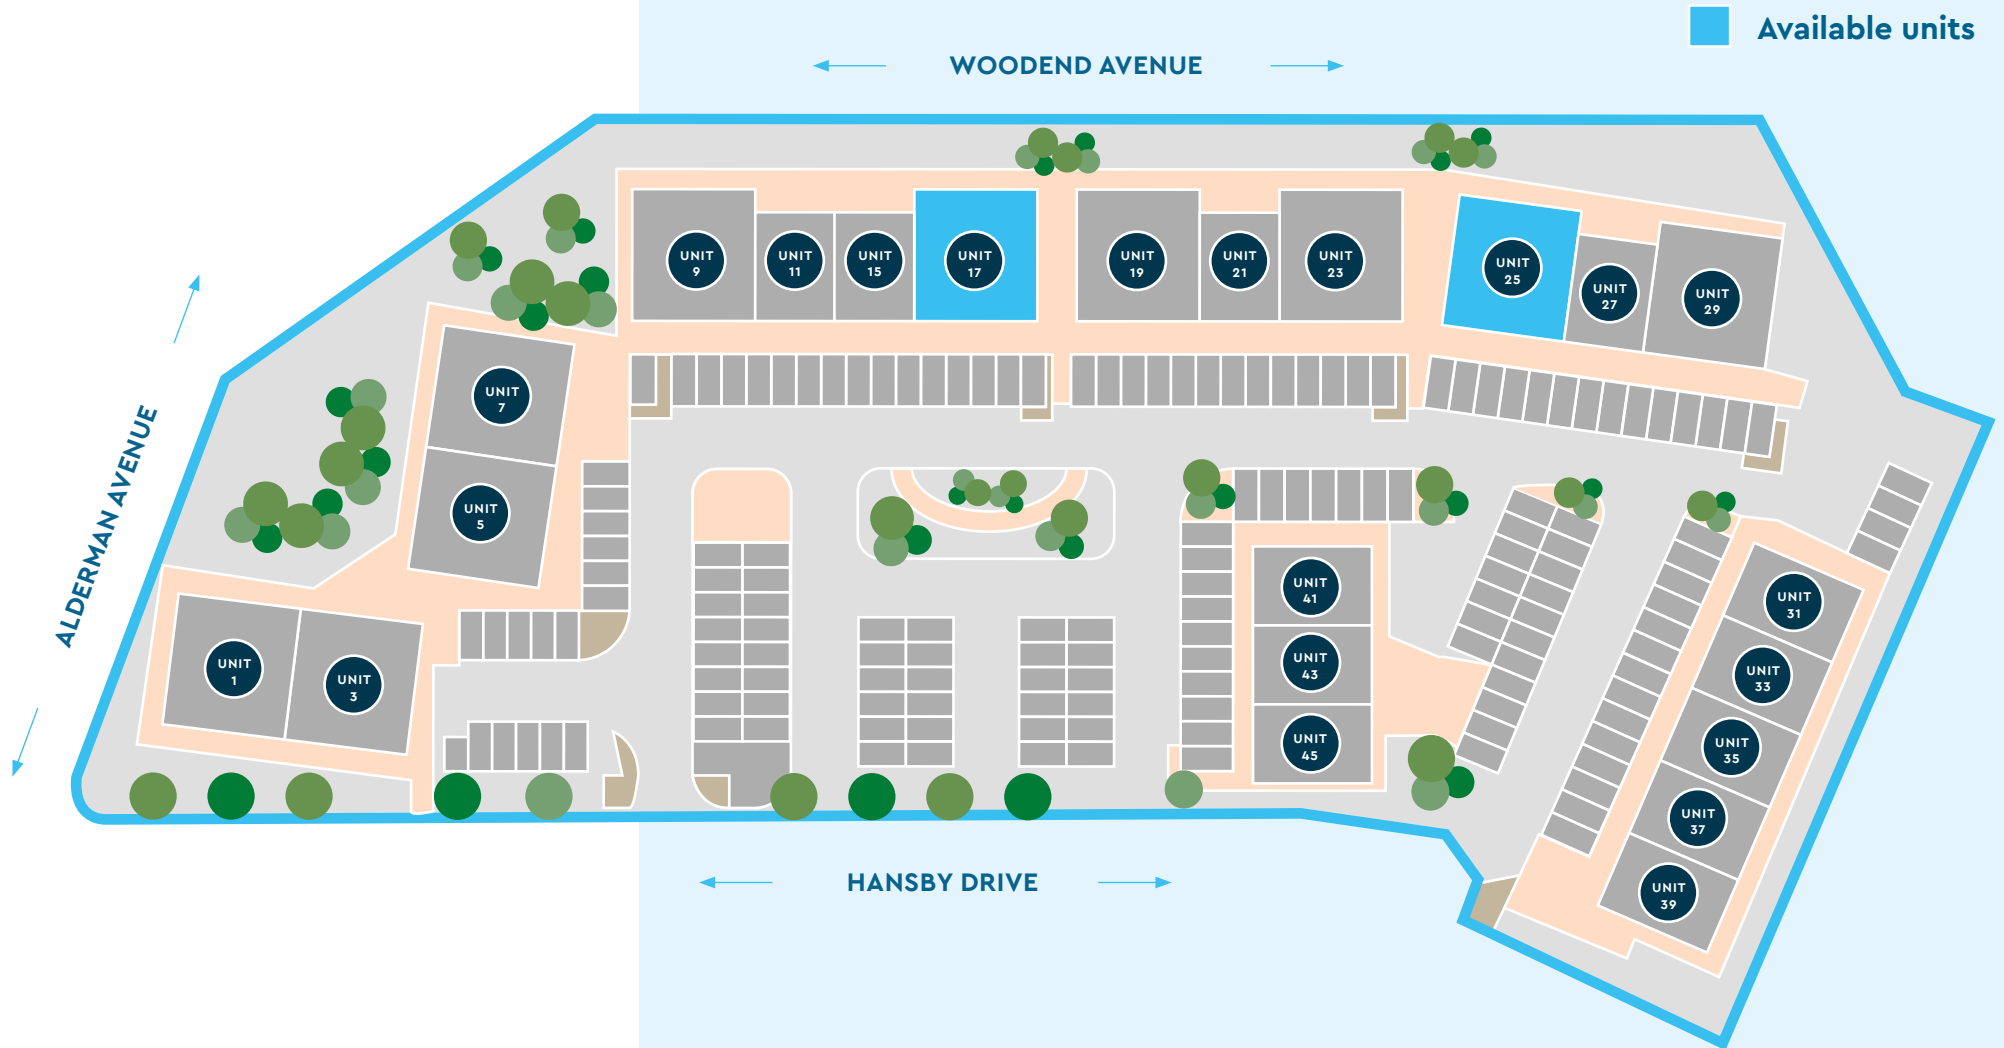 Available units
WOODEND AVENUE
UNIT
9
UNIT
11
UNIT
15
UNIT
17
UNIT
19
UNIT
21
UNIT
23
UNIT
25
UNIT
27
UNIT
29
UNIT
7
UNIT
5
ALDERMAN AVENUE
UNIT
1
UNIT
3
UNIT
41
UNIT
43
UNIT
45
UNIT
31
UNIT
33
UNIT
35
UNIT
37
UNIT
39
HANSBY DRIVE